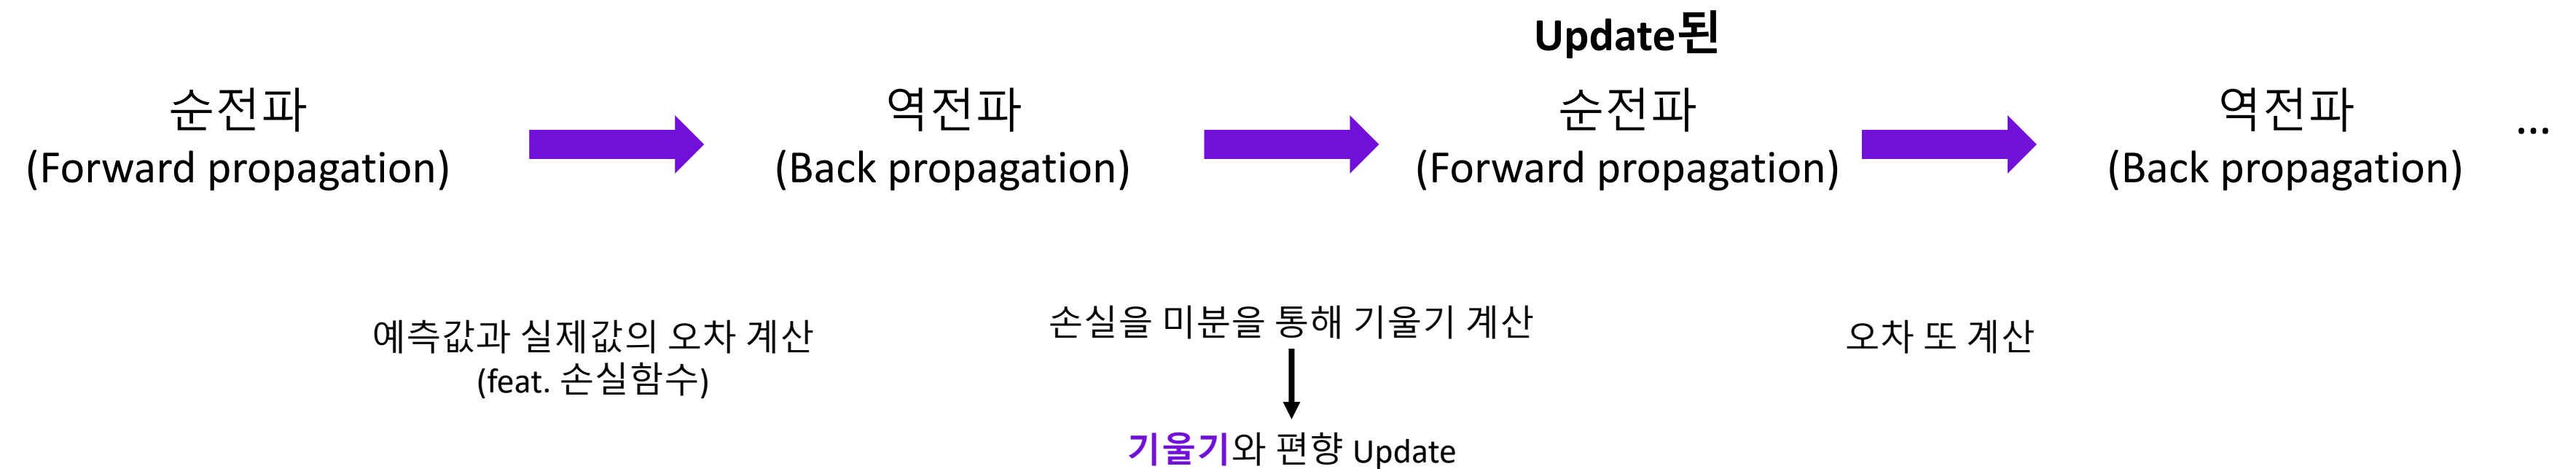 순전파
(Forward propagation)
역전파
(Back propagation)
Update된
순전파
(Forward propagation)
역전파
(Back propagation)
...
예측값과 실제값의 오차 계산
(feat. 손실함수)
손실을 미분을 통해 기울기 계산
기울기와 편향 Update
오차 또 계산